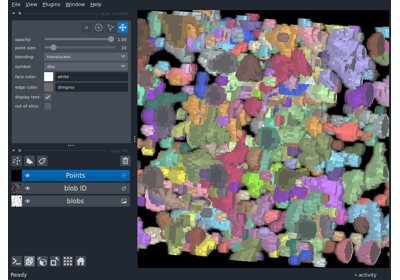 File View Plugins Window Help
opacity: 1.00
point size: 10
blending: translucent
symbol: disc
face color: white
edge color: dimgrey
display text:
out of slice:
Points
blob ID
blobs
Ready
activity